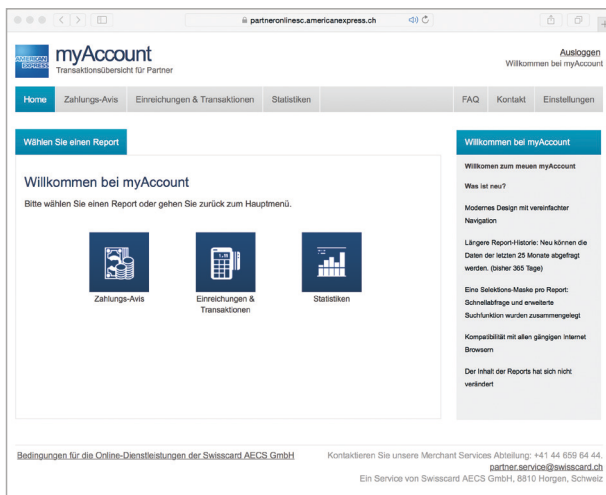 partneronlinesc.americanexpress.ch
AMERICAN
EXPRESS
myAccount
Transaktionsübersicht für Partner
Ausloggen
Willkommen bei myAccount
Home
Zahlungs-Avis
Einreichungen & Transaktionen
Statistiken
FAQ
Kontakt
Einstellungen
Wählen Sie einen Report
Willkommen bei myAccount
Bitte wählen Sie einen Report oder gehen Sie zurück zum Hauptmenü.
Zahlungs-Avis
Einreichungen &
Transaktionen
Statistiken
Willkommen bei myAccount
Willkomen zum meuen myAccount
Was ist neu?
Modernes Design mit vereinfachter
Navigation
Längere Report-Historie: Neu können die
Daten der letzten 25 Monate abgefragt
werden. (bisher 365 Tage)
Eine Selektions-Maske pro Report:
Schnellabfrage und erweiterte
Suchfunktion wurden zusammengelegt
Kompatibilität mit allen gängigen Internet
Browsern
Der Inhalt der Reports hat sich nicht
verändert
Bedingungen für die Online-Dienstleistungen der Swisscard AECS GmbH
Kontaktieren Sie unsere Merchant Services Abteilung: +41 44 659 64 44.
partner.service@swisscard.ch
Ein Service von Swisscard AECS GmbH, 8810 Horgen, Schweiz